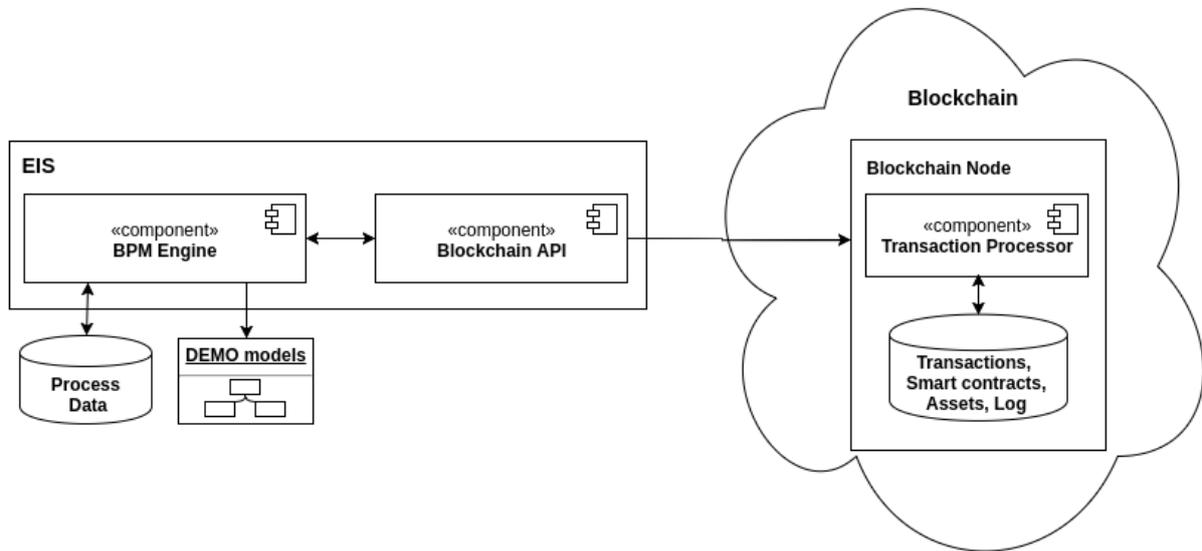 Blockchain
EIS
Blockchain Node
«component»
BPM Engine
«component»
Blockchain API
«component»
Transaction Processor
Process
Data
DEMO models
Transactions,
Smart contracts,
Assets, Log